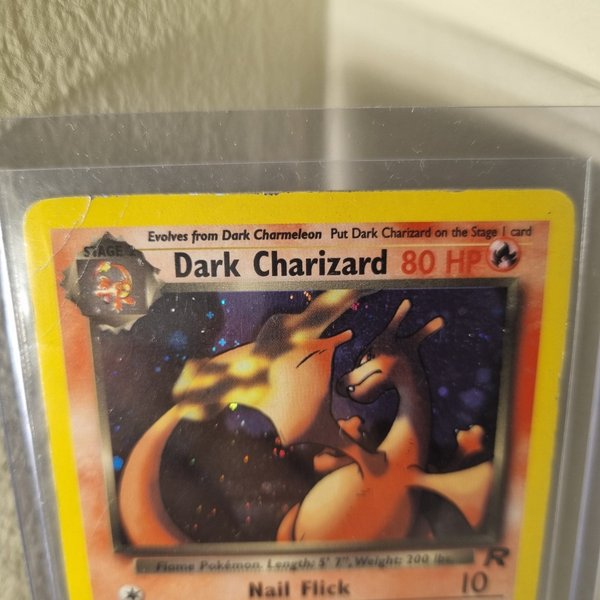 Evolves from Dark Charmeleon Put Dark Charizard on the Stage 1 card
STAGE 2
Dark Charizard 80 HP
Flame Pokémon. Length: 5' 7", Weight: 200 lbs.
R
Nail Flick 10